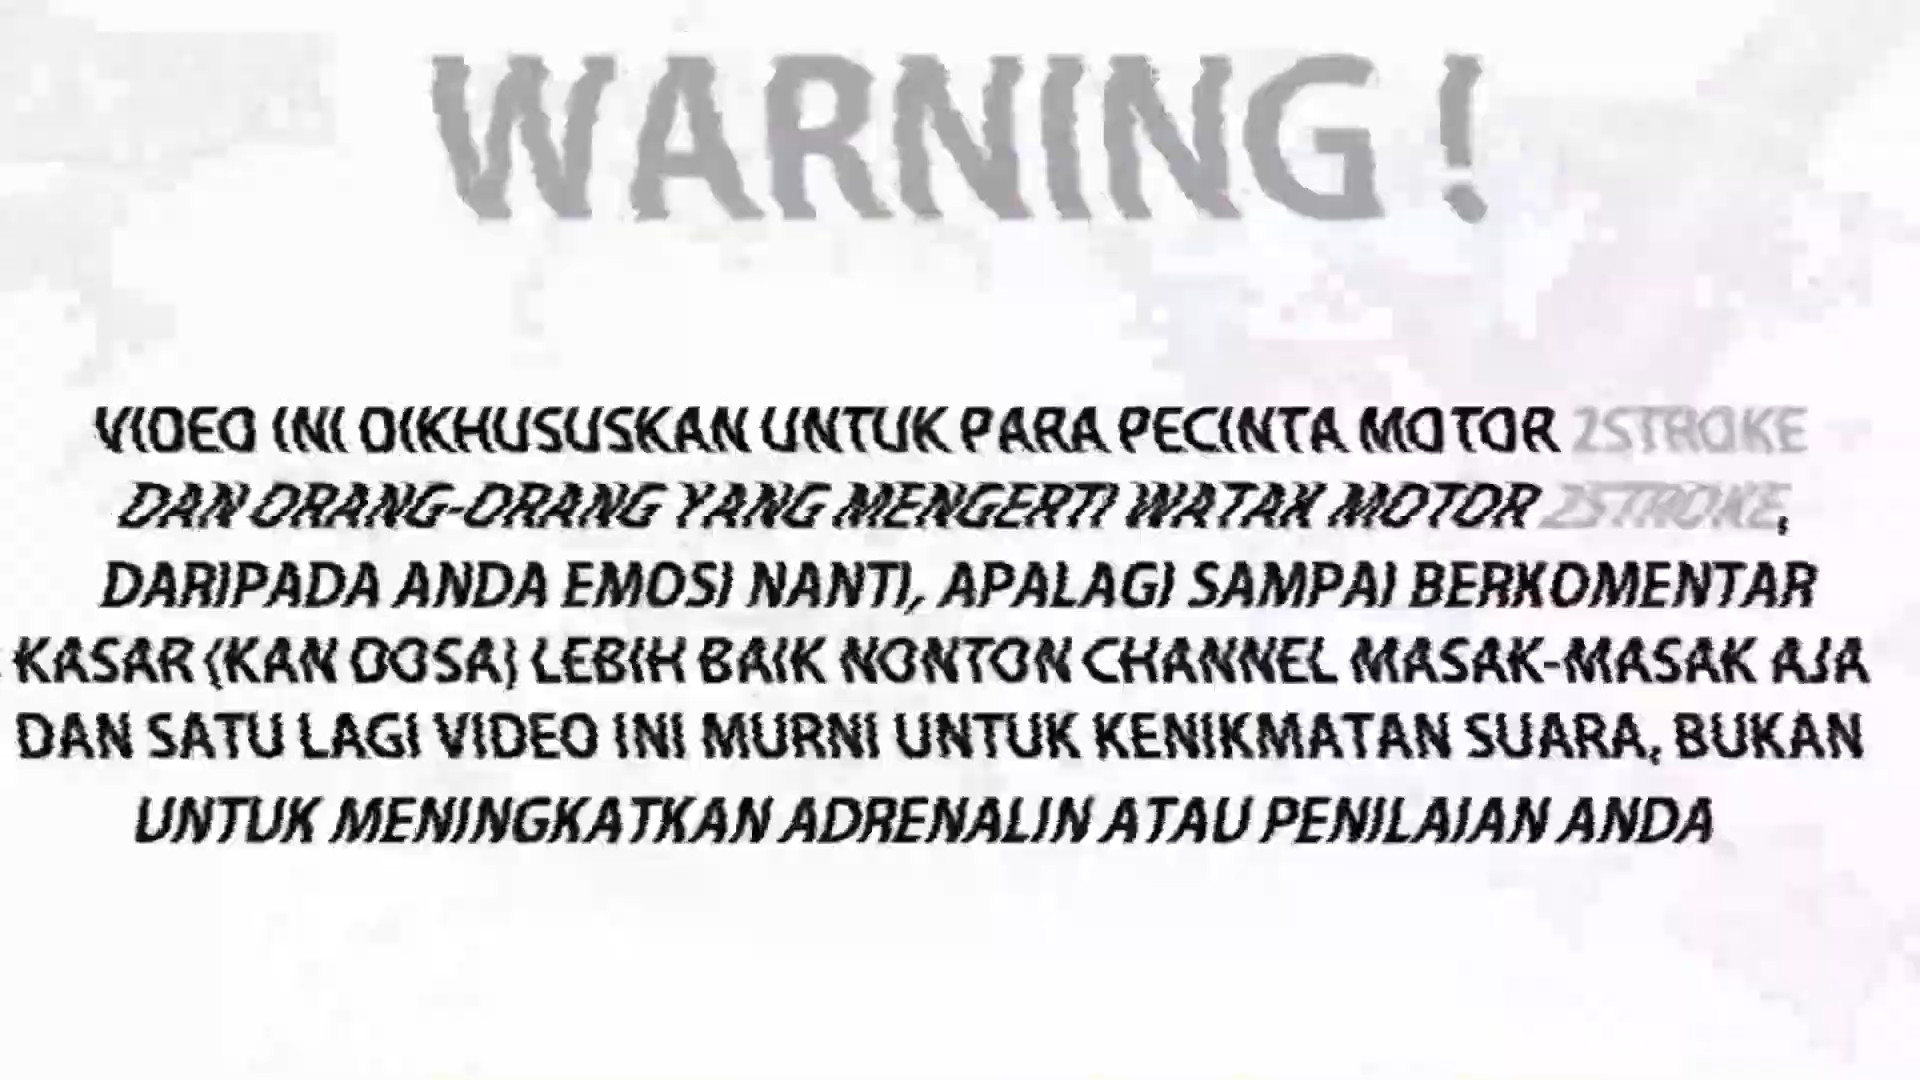 WARNING !
VIDEO INI DIKHUSUSKAN UNTUK PARA PECINTA MOTOR 2STROKE
DAN ORANG-ORANG YANG MENGERTI WATAK MOTOR 2STROKE,
DARIPADA ANDA EMOSI NANTI, APALAGI SAMPAI BERKOMENTAR
KASAR (KAN DOSA) LEBIH BAIK NONTON CHANNEL MASAK-MASAK AJA
DAN SATU LAGI VIDEO INI MURNI UNTUK KENIKMATAN SUARA, BUKAN
UNTUK MENINGKATKAN ADRENALIN ATAU PENILAIAN ANDA